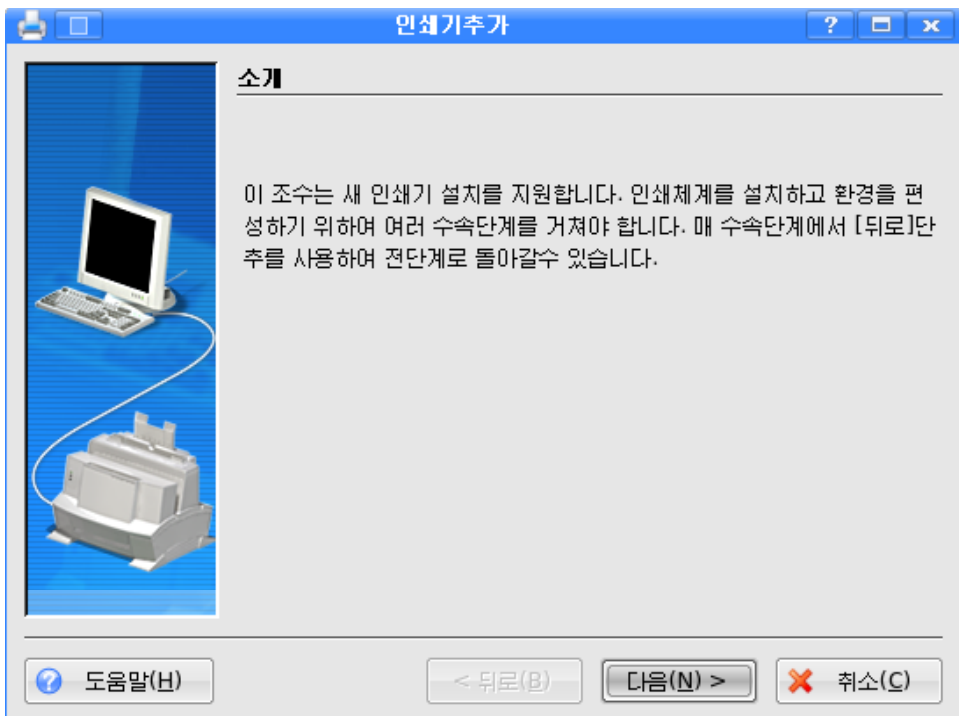 인쇄기추가
소개
이 조수는 새 인쇄기 설치를 지원합니다. 인쇄체계를 설치하고 환경을 편
성하기 위하여 여러 수속단계를 거쳐야 합니다. 매 수속단계에서 [뒤로]단
추를 사용하여 전단계로 돌아갈수 있습니다.
도움말(H)
< 뒤로(B)
다음(N) >
취소(C)